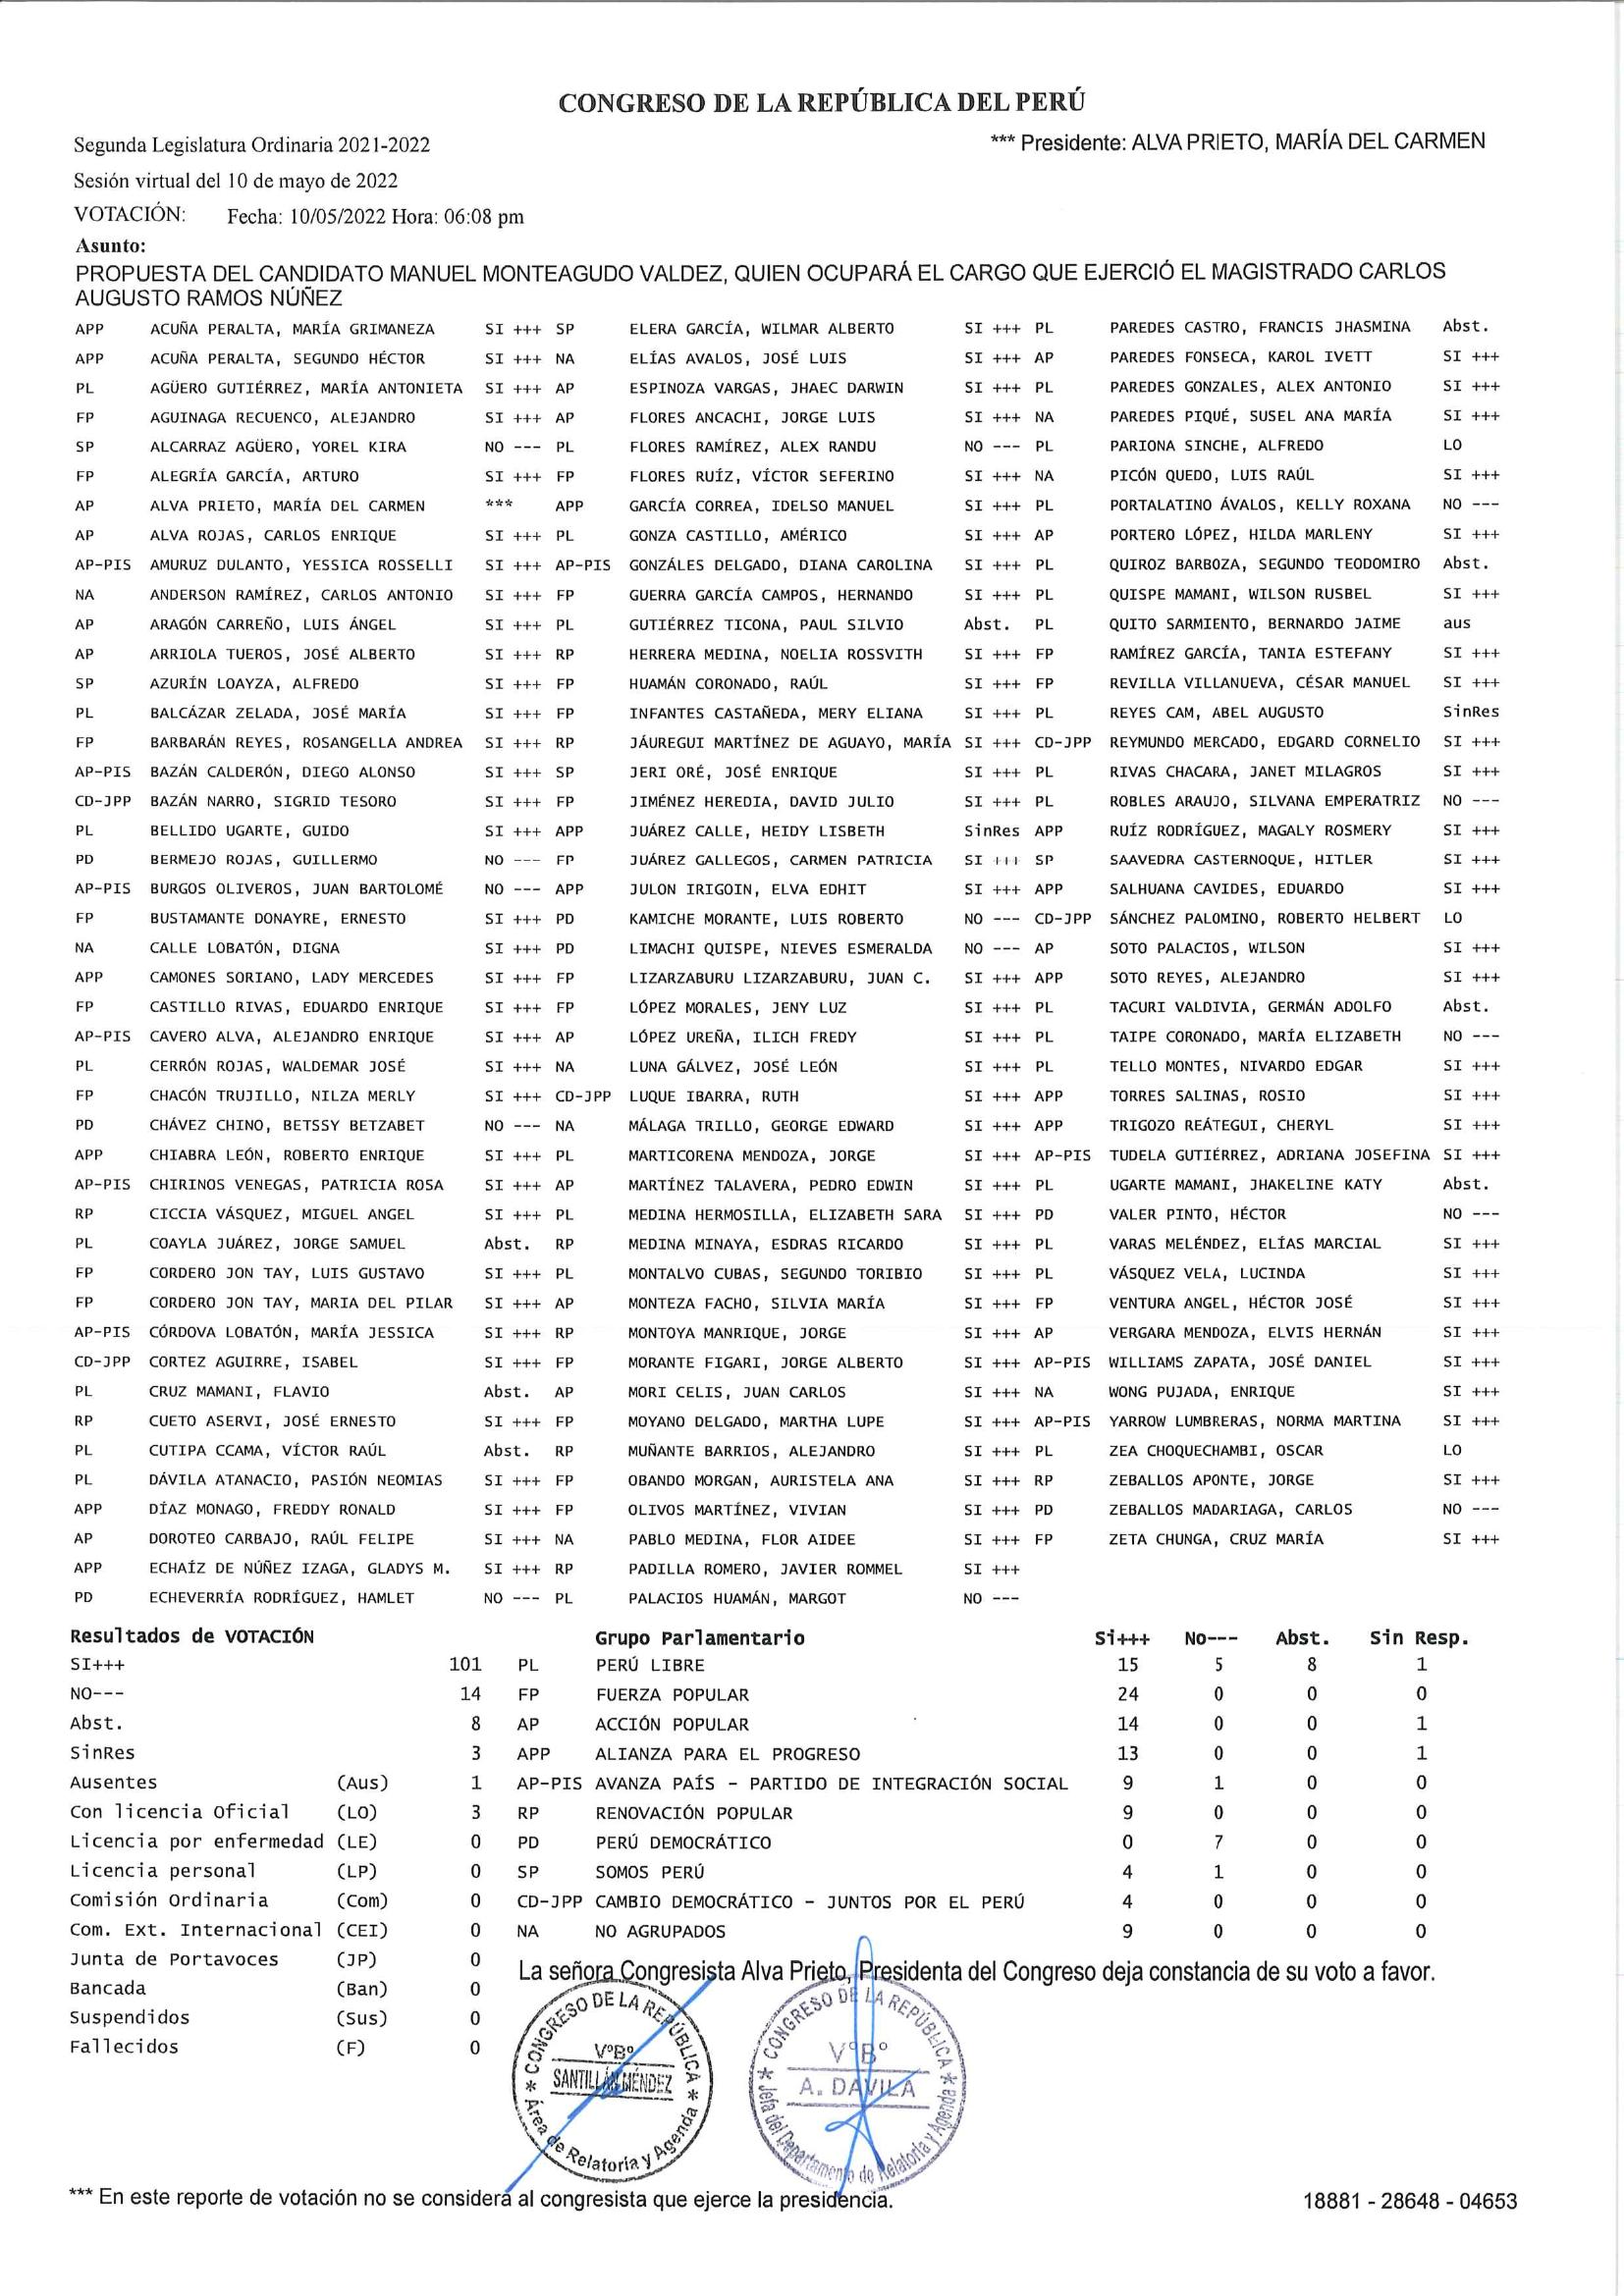 CONGRESO DE LA REPÚBLICA DEL PERÚ
Segunda Legislatura Ordinaria 2021-2022 *** Presidente: ALVA PRIETO, MARÍA DEL CARMEN
Sesión virtual del 10 de mayo de 2022
VOTACIÓN: Fecha: 10/05/2022 Hora: 06:08 pm
Asunto:
PROPUESTA DEL CANDIDATO MANUEL MONTEAGUDO VALDEZ, QUIEN OCUPARÁ EL CARGO QUE EJERCIÓ EL MAGISTRADO CARLOS
AUGUSTO RAMOS NÚÑEZ
APP ACUÑA PERALTA, MARÍA GRIMANEZA SI +++ SP ELERA GARCÍA, WILMAR ALBERTO SI +++ PL PAREDES CASTRO, FRANCIS JHASMINA Abst.
APP ACUÑA PERALTA, SEGUNDO HÉCTOR SI +++ NA ELÍAS AVALOS, JOSÉ LUIS SI +++ AP PAREDES FONSECA, KAROL IVETT SI +++
PL AGÜERO GUTIÉRREZ, MARÍA ANTONIETA SI +++ AP ESPINOZA VARGAS, JHAEC DARWIN SI +++ PL PAREDES GONZALES, ALEX ANTONIO SI +++
FP AGUINAGA RECUENCO, ALEJANDRO SI +++ AP FLORES ANCACHI, JORGE LUIS SI +++ NA PAREDES PIQUÉ, SUSEL ANA MARÍA SI +++
SP ALCARRAZ AGÜERO, YOREL KIRA NO --- PL FLORES RAMÍREZ, ALEX RANDU NO --- PL PARIONA SINCHE, ALFREDO LO
FP ALEGRÍA GARCÍA, ARTURO SI +++ FP FLORES RUÍZ, VÍCTOR SEFERINO SI +++ NA PICÓN QUEDO, LUIS RAÚL SI +++
AP ALVA PRIETO, MARÍA DEL CARMEN *** APP GARCÍA CORREA, IDELSO MANUEL SI +++ PL PORTALATINO ÁVALOS, KELLY ROXANA NO ---
AP ALVA ROJAS, CARLOS ENRIQUE SI +++ PL GONZA CASTILLO, AMÉRICO SI +++ AP PORTERO LÓPEZ, HILDA MARLENY SI +++
AP-PIS AMURUZ DULANTO, YESSICA ROSSELLI SI +++ AP-PIS GONZÁLES DELGADO, DIANA CAROLINA SI +++ PL QUIROZ BARBOZA, SEGUNDO TEODOMIRO Abst.
NA ANDERSON RAMÍREZ, CARLOS ANTONIO SI +++ FP GUERRA GARCÍA CAMPOS, HERNANDO SI +++ PL QUISPE MAMANI, WILSON RUSBEL SI +++
AP ARAGÓN CARREÑO, LUIS ÁNGEL SI +++ PL GUTIÉRREZ TICONA, PAUL SILVIO Abst. PL QUITO SARMIENTO, BERNARDO JAIME aus
AP ARRIOLA TUEROS, JOSÉ ALBERTO SI +++ RP HERRERA MEDINA, NOELIA ROSSVITH SI +++ FP RAMÍREZ GARCÍA, TANIA ESTEFANY SI +++
SP AZURÍN LOAYZA, ALFREDO SI +++ FP HUAMÁN CORONADO, RAÚL SI +++ FP REVILLA VILLANUEVA, CÉSAR MANUEL SI +++
PL BALCÁZAR ZELADA, JOSÉ MARÍA SI +++ FP INFANTES CASTAÑEDA, MERY ELIANA SI +++ PL REYES CAM, ABEL AUGUSTO SinRes
FP BARBARÁN REYES, ROSANGELLA ANDREA SI +++ RP JÁUREGUI MARTÍNEZ DE AGUAYO, MARÍA SI +++ CD-JPP REYMUNDO MERCADO, EDGARD CORNELIO SI +++
AP-PIS BAZÁN CALDERÓN, DIEGO ALONSO SI +++ SP JERI ORÉ, JOSÉ ENRIQUE SI +++ PL RIVAS CHACARA, JANET MILAGROS SI +++
CD-JPP BAZÁN NARRO, SIGRID TESORO SI +++ FP JIMÉNEZ HEREDIA, DAVID JULIO SI +++ PL ROBLES ARAUJO, SILVANA EMPERATRIZ NO ---
PL BELLIDO UGARTE, GUIDO SI +++ APP JUÁREZ CALLE, HEIDY LISBETH SinRes APP RUÍZ RODRÍGUEZ, MAGALY ROSMERY SI +++
PD BERMEJO ROJAS, GUILLERMO NO --- FP JUÁREZ GALLEGOS, CARMEN PATRICIA SI +++ SP SAAVEDRA CASTERNOQUE, HITLER SI +++
AP-PIS BURGOS OLIVEROS, JUAN BARTOLOMÉ NO --- APP JULON IRIGOIN, ELVA EDHIT SI +++ APP SALHUANA CAVIDES, EDUARDO SI +++
FP BUSTAMANTE DONAYRE, ERNESTO SI +++ PD KAMICHE MORANTE, LUIS ROBERTO NO --- CD-JPP SÁNCHEZ PALOMINO, ROBERTO HELBERT LO
NA CALLE LOBATÓN, DIGNA SI +++ PD LIMACHI QUISPE, NIEVES ESMERALDA NO --- AP SOTO PALACIOS, WILSON SI +++
APP CAMONES SORIANO, LADY MERCEDES SI +++ FP LIZARZABURU LIZARZABURU, JUAN C. SI +++ APP SOTO REYES, ALEJANDRO SI +++
FP CASTILLO RIVAS, EDUARDO ENRIQUE SI +++ FP LÓPEZ MORALES, JENY LUZ SI +++ PL TACURI VALDIVIA, GERMÁN ADOLFO Abst.
AP-PIS CAVERO ALVA, ALEJANDRO ENRIQUE SI +++ AP LÓPEZ UREÑA, ILICH FREDY SI +++ PL TAIPE CORONADO, MARÍA ELIZABETH NO ---
PL CERRÓN ROJAS, WALDEMAR JOSÉ SI +++ NA LUNA GÁLVEZ, JOSÉ LEÓN SI +++ PL TELLO MONTES, NIVARDO EDGAR SI +++
FP CHACÓN TRUJILLO, NILZA MERLY SI +++ CD-JPP LUQUE IBARRA, RUTH SI +++ APP TORRES SALINAS, ROSIO SI +++
PD CHÁVEZ CHINO, BETSSY BETZABET NO --- NA MÁLAGA TRILLO, GEORGE EDWARD SI +++ APP TRIGOZO REÁTEGUI, CHERYL SI +++
APP CHIABRA LEÓN, ROBERTO ENRIQUE SI +++ PL MARTICORENA MENDOZA, JORGE SI +++ AP-PIS TUDELA GUTIÉRREZ, ADRIANA JOSEFINA SI +++
AP-PIS CHIRINOS VENEGAS, PATRICIA ROSA SI +++ AP MARTÍNEZ TALAVERA, PEDRO EDWIN SI +++ PL UGARTE MAMANI, JHAKELINE KATY Abst.
RP CICCIA VÁSQUEZ, MIGUEL ANGEL SI +++ PL MEDINA HERMOSILLA, ELIZABETH SARA SI +++ PD VALER PINTO, HÉCTOR NO ---
PL COAYLA JUÁREZ, JORGE SAMUEL Abst. RP MEDINA MINAYA, ESDRAS RICARDO SI +++ PL VARAS MELÉNDEZ, ELÍAS MARCIAL SI +++
FP CORDERO JON TAY, LUIS GUSTAVO SI +++ PL MONTALVO CUBAS, SEGUNDO TORIBIO SI +++ PL VÁSQUEZ VELA, LUCINDA SI +++
FP CORDERO JON TAY, MARIA DEL PILAR SI +++ AP MONTEZA FACHO, SILVIA MARÍA SI +++ FP VENTURA ANGEL, HÉCTOR JOSÉ SI +++
AP-PIS CÓRDOVA LOBATÓN, MARÍA JESSICA SI +++ RP MONTOYA MANRIQUE, JORGE SI +++ AP VERGARA MENDOZA, ELVIS HERNÁN SI +++
CD-JPP CORTEZ AGUIRRE, ISABEL SI +++ FP MORANTE FIGARI, JORGE ALBERTO SI +++ AP-PIS WILLIAMS ZAPATA, JOSÉ DANIEL SI +++
PL CRUZ MAMANI, FLAVIO Abst. AP MORI CELIS, JUAN CARLOS SI +++ NA WONG PUJADA, ENRIQUE SI +++
RP CUETO ASERVI, JOSÉ ERNESTO SI +++ FP MOYANO DELGADO, MARTHA LUPE SI +++ AP-PIS YARROW LUMBRERAS, NORMA MARTINA SI +++
PL CUTIPA CCAMA, VÍCTOR RAÚL Abst. RP MUÑANTE BARRIOS, ALEJANDRO SI +++ PL ZEA CHOQUECHAMBI, OSCAR LO
PL DÁVILA ATANACIO, PASIÓN NEOMIAS SI +++ FP OBANDO MORGAN, AURISTELA ANA SI +++ RP ZEBALLOS APONTE, JORGE SI +++
APP DÍAZ MONAGO, FREDDY RONALD SI +++ FP OLIVOS MARTÍNEZ, VIVIAN SI +++ PD ZEBALLOS MADARIAGA, CARLOS NO ---
AP DOROTEO CARBAJO, RAÚL FELIPE SI +++ NA PABLO MEDINA, FLOR AIDEE SI +++ FP ZETA CHUNGA, CRUZ MARÍA SI +++
APP ECHAÍZ DE NÚÑEZ IZAGA, GLADYS M. SI +++ RP PADILLA ROMERO, JAVIER ROMMEL SI +++
PD ECHEVERRÍA RODRÍGUEZ, HAMLET NO --- PL PALACIOS HUAMÁN, MARGOT NO ---
Resultados de VOTACIÓN Grupo Parlamentario Si+++ No--- Abst. Sin Resp.
SI+++ 101 PL PERÚ LIBRE 15 5 8 1
NO--- 14 FP FUERZA POPULAR 24 0 0 0
Abst. 8 AP ACCIÓN POPULAR 14 0 0 1
SinRes 3 APP ALIANZA PARA EL PROGRESO 13 0 0 1
Ausentes (Aus) 1 AP-PIS AVANZA PAÍS - PARTIDO DE INTEGRACIÓN SOCIAL 9 1 0 0
Con licencia Oficial (LO) 3 RP RENOVACIÓN POPULAR 9 0 0 0
Licencia por enfermedad (LE) 0 PD PERÚ DEMOCRÁTICO 0 7 0 0
Licencia personal (LP) 0 SP SOMOS PERÚ 4 1 0 0
Comisión Ordinaria (Com) 0 CD-JPP CAMBIO DEMOCRÁTICO - JUNTOS POR EL PERÚ 4 0 0 0
Com. Ext. Internacional (CEI) 0 NA NO AGRUPADOS 9 0 0 0
Junta de Portavoces (JP) 0
La señora Congresista Alva Prieto, Presidenta del Congreso deja constancia de su voto a favor.
Bancada (Ban) 0
Suspendidos (Sus) 0
Fallecidos (F) 0
* CONGRESO DE LA REPÚBLICA *
V°B°
SANTILLÁN MÉNDEZ
Área de Relatoría y Agenda
* CONGRESO DE LA REPÚBLICA *
V°B°
A. DAVILA
Jefa del Departamento de Relatoría y Agenda
*** En este reporte de votación no se considera al congresista que ejerce la presidencia. 18881 - 28648 - 04653